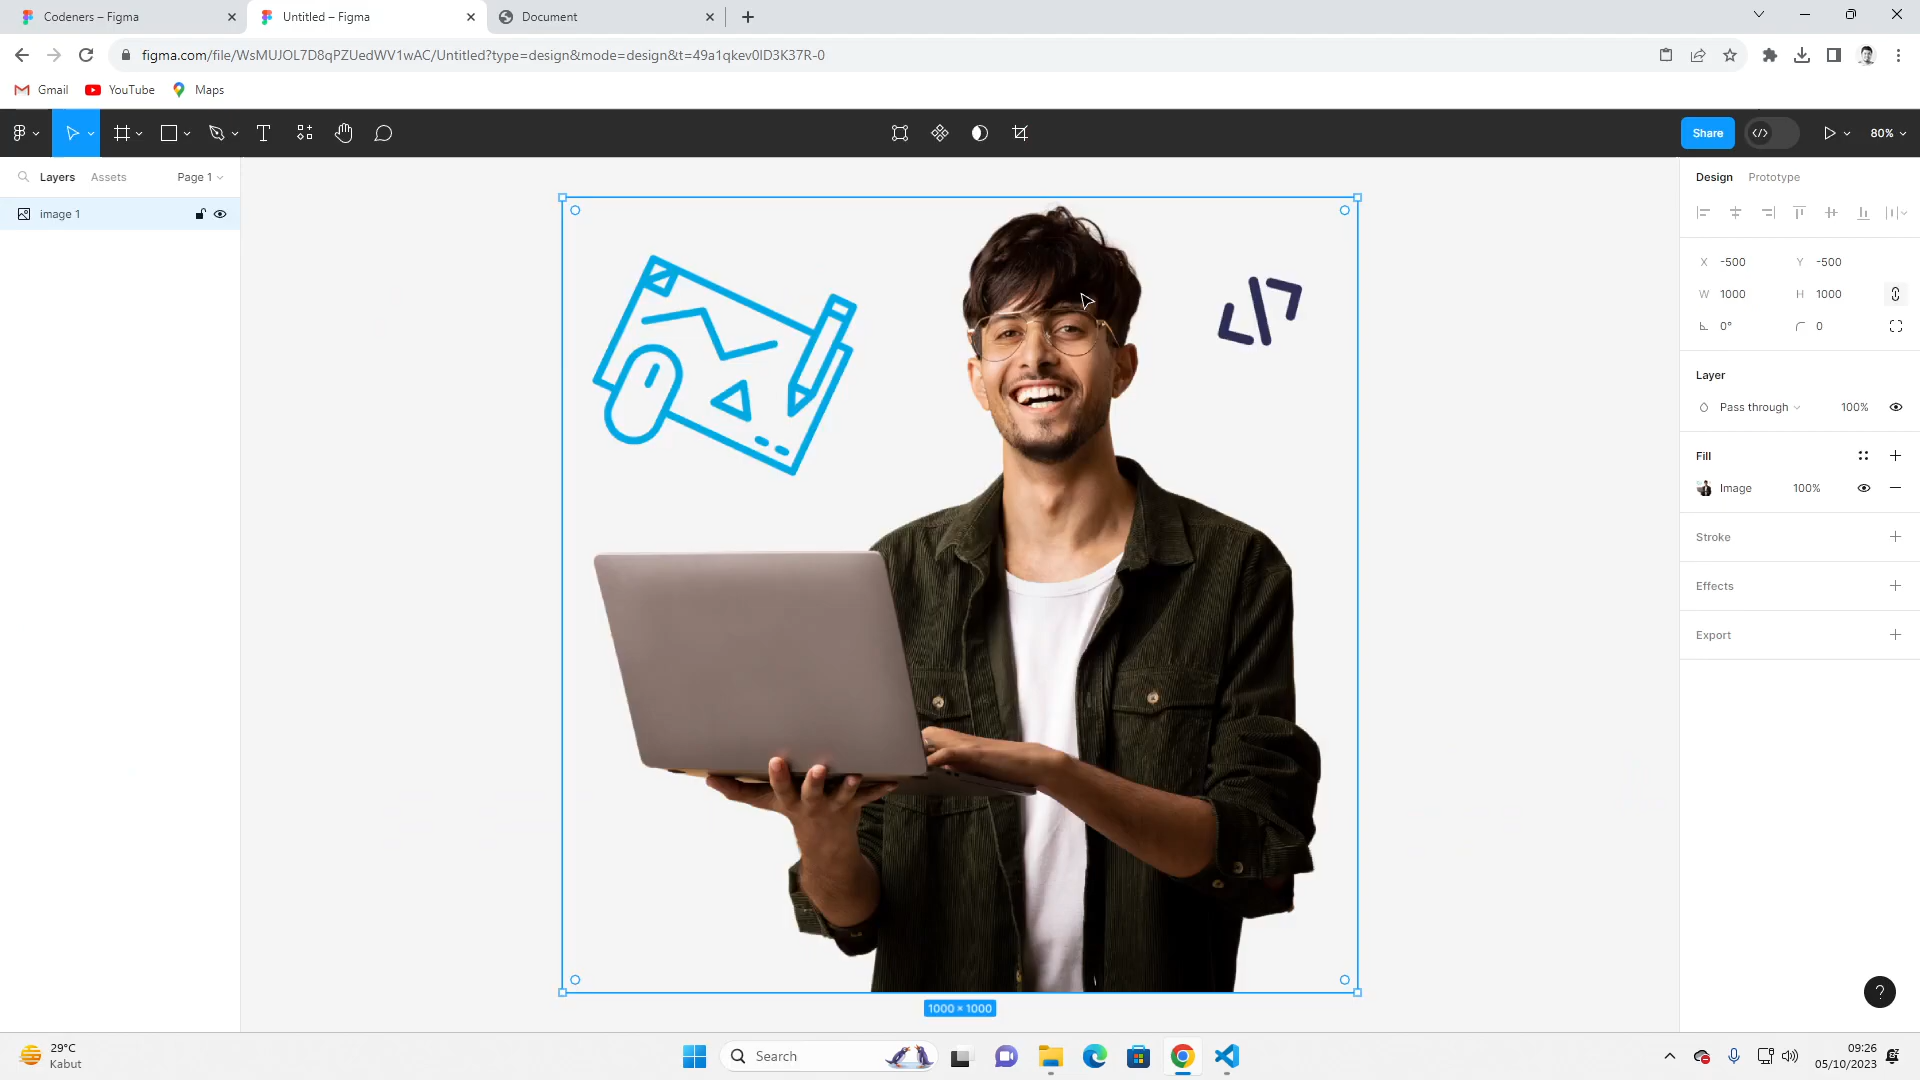 Codeners – Figma
Untitled – Figma
Document
figma.com/file/WsMUJOL7D8qPZUedWV1wAC/Untitled?type=design&mode=design&t=49a1qkev0lD3K37R-0
Gmail
YouTube
Maps
T
Share
</>
80%
Layers
Assets
Page 1
Design
Prototype
image 1
X -500
Y -500
W 1000
H 1000
0°
0
Layer
Pass through
100%
Fill
Image
100%
Stroke
Effects
Export
1000 × 1000
?
29°C
Kabut
Search
09:26
05/10/2023